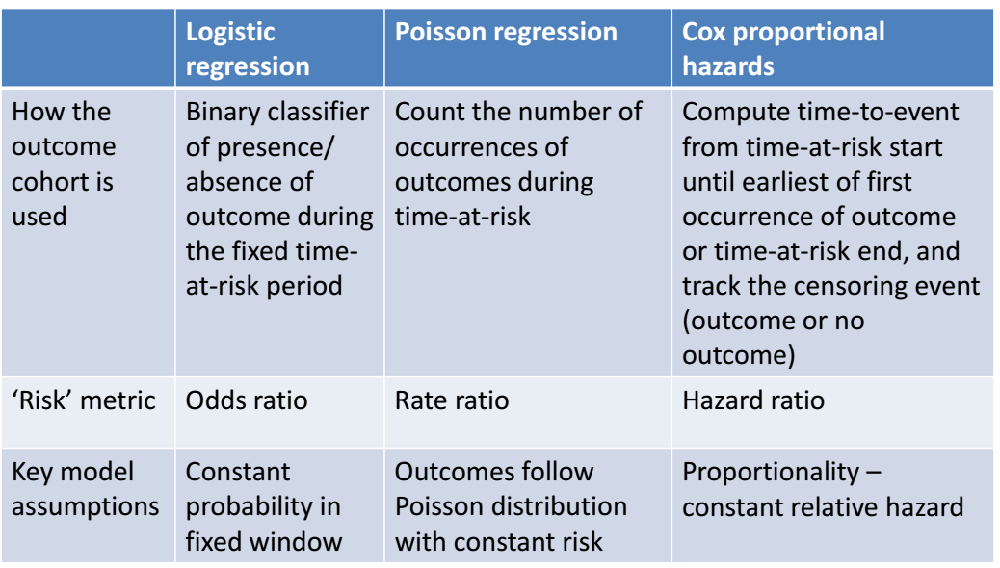 Logistic
regression
Poisson regression
Cox proportional
hazards
How the
outcome
cohort is
used
Binary classifier
of presence/
absence of
outcome during
the fixed time-
at-risk period
Count the number of
occurrences of
outcomes during
time-at-risk
Compute time-to-event
from time-at-risk start
until earliest of first
occurrence of outcome
or time-at-risk end, and
track the censoring event
(outcome or no
outcome)
‘Risk’ metric
Odds ratio
Rate ratio
Hazard ratio
Key model
assumptions
Constant
probability in
fixed window
Outcomes follow
Poisson distribution
with constant risk
Proportionality –
constant relative hazard